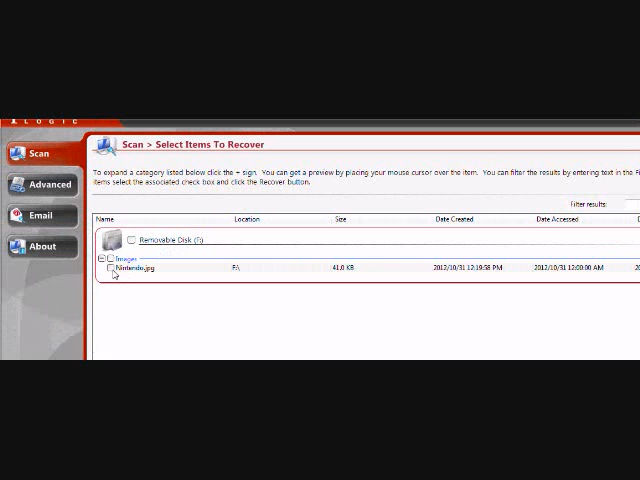 LOGIC
Scan
Advanced
Email
About
Scan > Select Items To Recover
To expand a category listed below click the + sign. You can get a preview by placing your mouse cursor over the item. You can filter the results by entering text in the Fi
items select the associated check box and click the Recover button.
Filter results:
Name Location Size Date Created Date Accessed D
Removable Disk (F:)
Images
Nintendo.jpg F:\ 41.0 KB 2012/10/31 12:19:58 PM 2012/10/31 12:00:00 AM 20